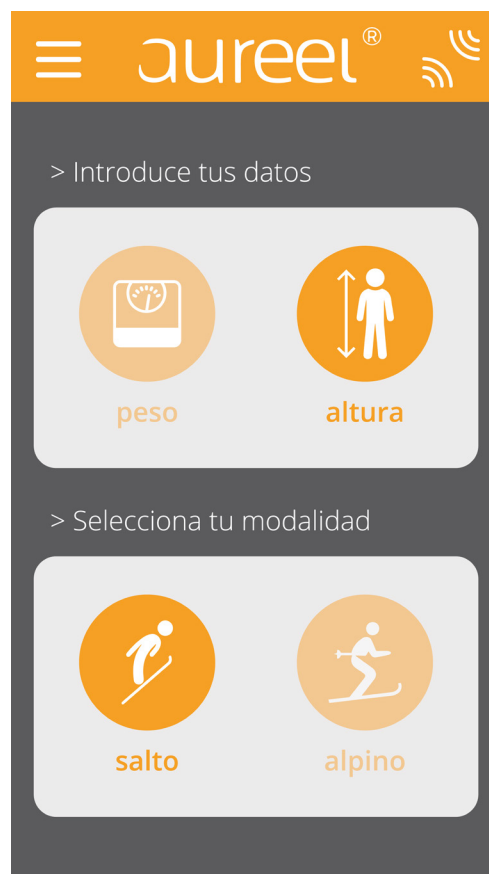 aureel®
> Introduce tus datos
peso altura
> Selecciona tu modalidad
salto alpino